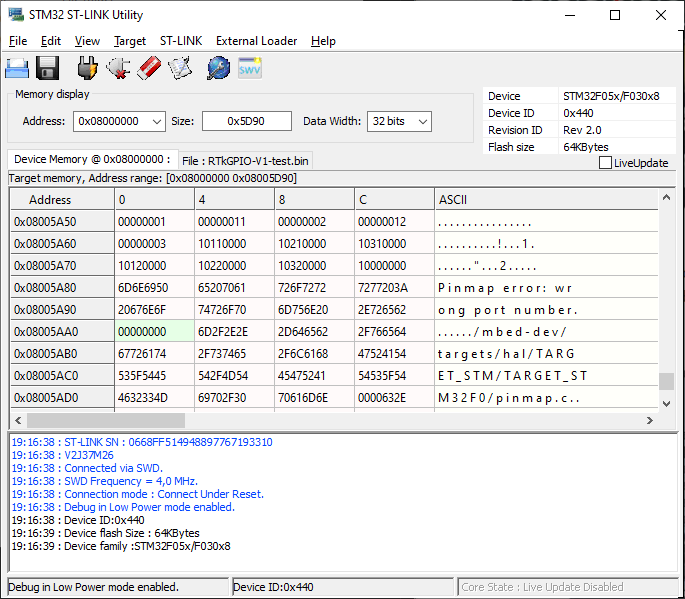 STM32 ST-LINK Utility
File Edit View Target ST-LINK External Loader Help
SWV
Memory display
Address: 0x08000000 Size: 0x5D90 Data Width: 32 bits
Device STM32F05x/F030x8
Device ID 0x440
Revision ID Rev 2.0
Flash size 64KBytes
LiveUpdate
Device Memory @ 0x08000000 : File : RTkGPIO-V1-test.bin
Target memory, Address range: [0x08000000 0x08005D90]
Address 0 4 8 C ASCII
0x08005A50 00000001 00000011 00000002 00000012 ................
0x08005A60 00000003 10110000 10210000 10310000 ..........!...1.
0x08005A70 10120000 10220000 10320000 10000000 ......"...2.....
0x08005A80 6D6E6950 65207061 726F7272 7277203A Pinmap error: wr
0x08005A90 20676E6F 74726F70 6D756E20 2E726562 ong port number.
0x08005AA0 00000000 6D2F2E2E 2D646562 2F766564 ....../mbed-dev/
0x08005AB0 67726174 2F737465 2F6C6168 47524154 targets/hal/TARG
0x08005AC0 535F5445 542F4D54 45475241 54535F54 ET_STM/TARGET_ST
0x08005AD0 4632334D 69702F30 70616D6E 0000632E M32F0/pinmap.c..
19:16:38 : ST-LINK SN : 0668FF514948897767193310
19:16:38 : V2J37M26
19:16:38 : Connected via SWD.
19:16:38 : SWD Frequency = 4,0 MHz.
19:16:38 : Connection mode : Connect Under Reset.
19:16:38 : Debug in Low Power mode enabled.
19:16:38 : Device ID:0x440
19:16:39 : Device flash Size : 64KBytes
19:16:39 : Device family :STM32F05x/F030x8
Debug in Low Power mode enabled. Device ID:0x440 Core State : Live Update Disabled